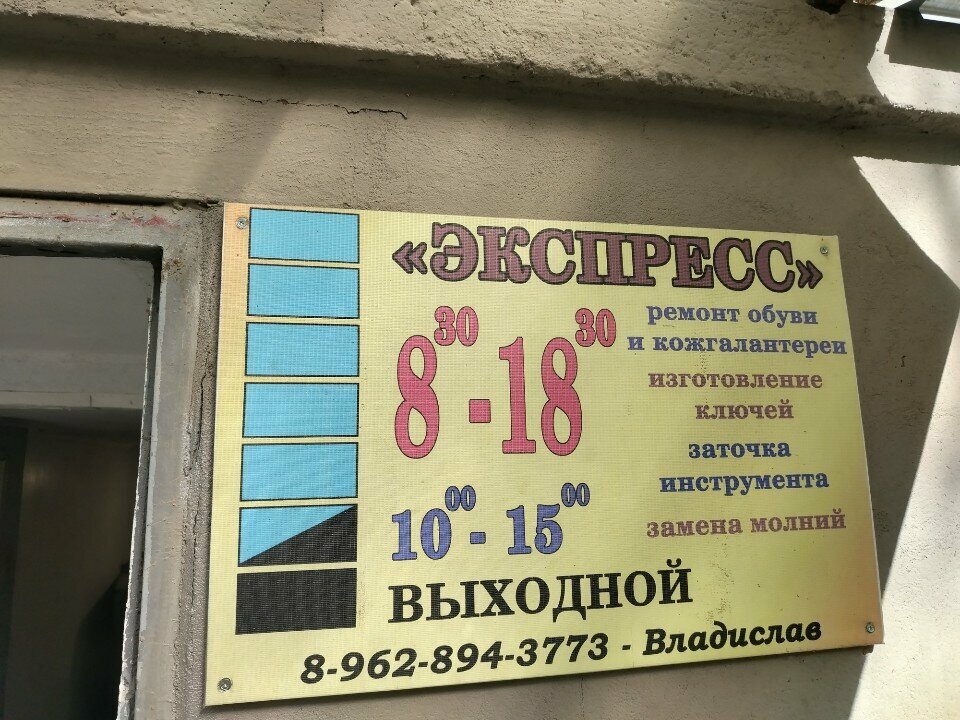 «ЭКСПРЕСС»
8³⁰ - 18³⁰
ремонт обуви
и кожгалантереи
изготовление
ключей
заточка
инструмента
замена молний
10⁰⁰ - 15⁰⁰
ВЫХОДНОЙ
8-962-894-3773 - Владислав